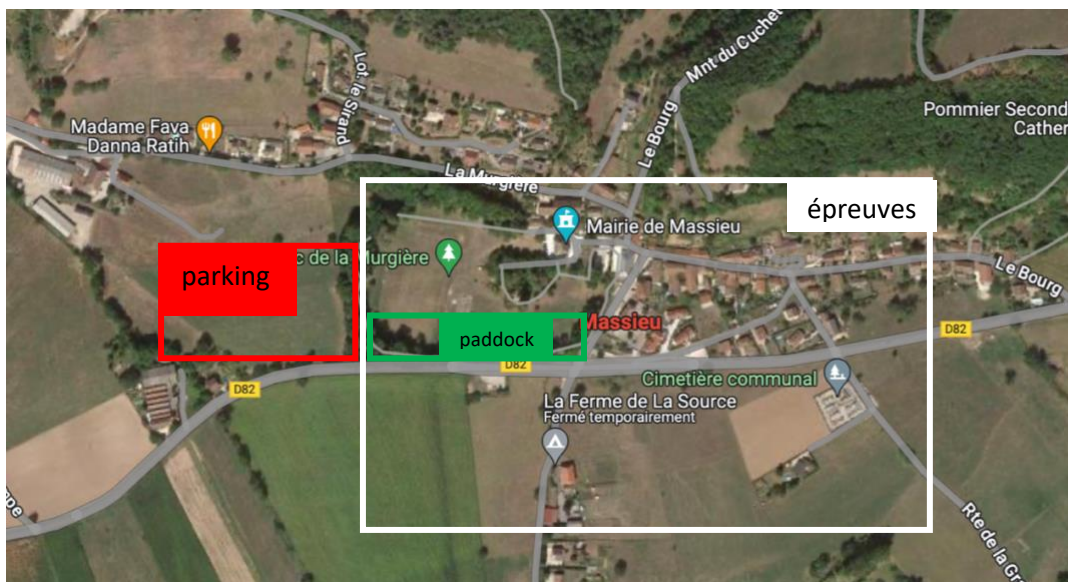 Mnt du Cuchet
Lot. le Sirand
Le Bourg
Pommier Second
Cather
Madame Fava
Danna Ratih
La Murgière
épreuves
Mairie de Massieu
parking
c de la Murgière
Le Bourg
Massieu
paddock
D82
D82
D82
Cimetière communal
La Ferme de La Source
Fermé temporairement
Rte de la Gr
ppe